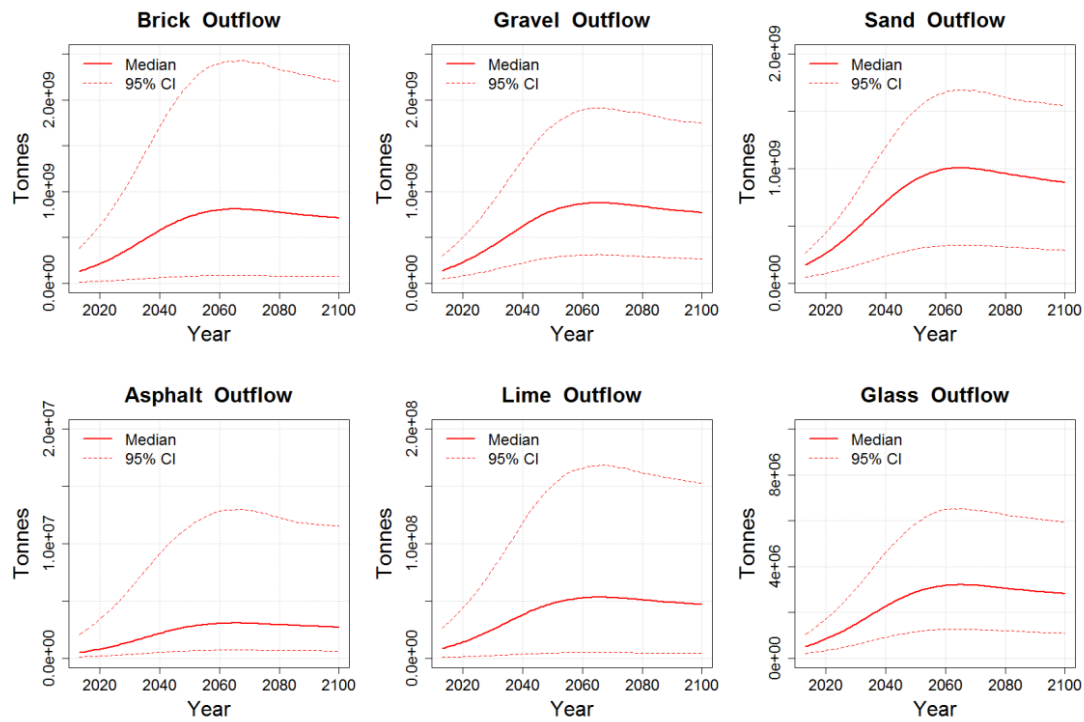 Brick Outflow
Median
95% CI
Tonnes
2.0e+09
1.0e+09
0.0e+00
2020 2040 2060 2080 2100
Year
Gravel Outflow
Median
95% CI
Tonnes
2.0e+09
1.0e+09
0.0e+00
2020 2040 2060 2080 2100
Year
Sand Outflow
Median
95% CI
Tonnes
2.0e+09
1.0e+09
0.0e+00
2020 2040 2060 2080 2100
Year
Asphalt Outflow
Median
95% CI
Tonnes
2.0e+07
1.0e+07
0.0e+00
2020 2040 2060 2080 2100
Year
Lime Outflow
Median
95% CI
Tonnes
2.0e+08
1.0e+08
0.0e+00
2020 2040 2060 2080 2100
Year
Glass Outflow
Median
95% CI
Tonnes
8e+06
4e+06
0e+00
2020 2040 2060 2080 2100
Year